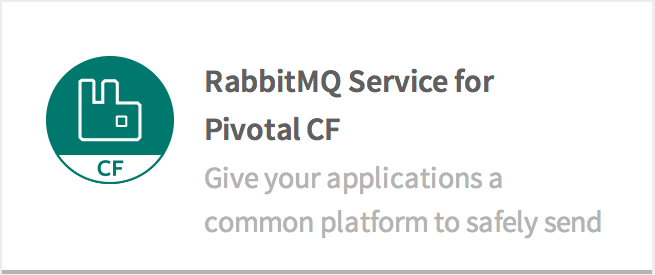 RabbitMQ Service for
Pivotal CF
Give your applications a
common platform to safely send
CF